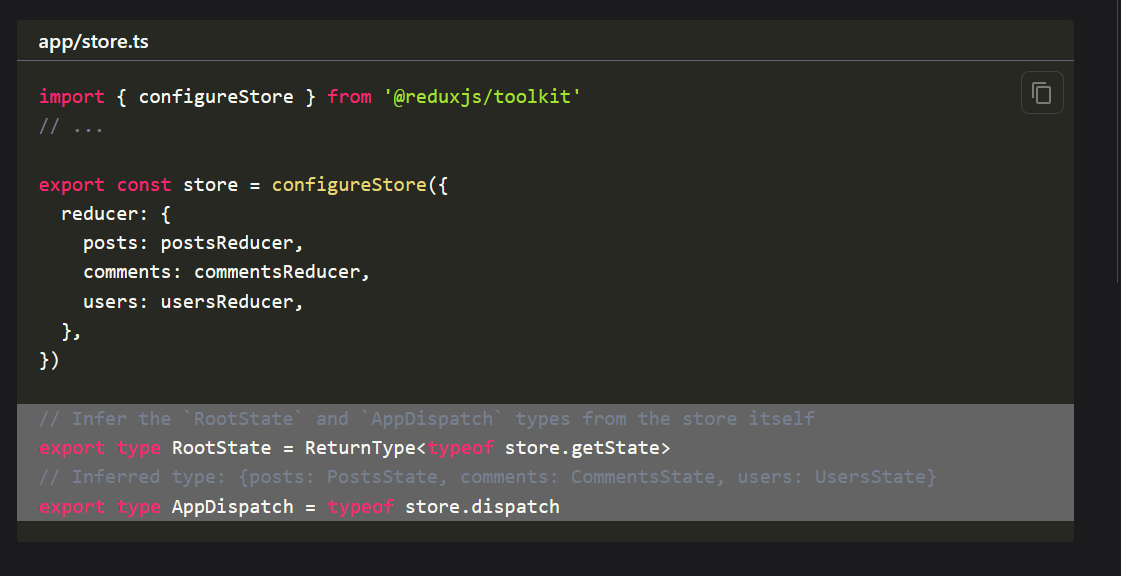 app/store.ts
import { configureStore } from '@reduxjs/toolkit'
// ...
export const store = configureStore({
  reducer: {
    posts: postsReducer,
    comments: commentsReducer,
    users: usersReducer,
  },
})
// Infer the `RootState` and `AppDispatch` types from the store itself
export type RootState = ReturnType<typeof store.getState>
// Inferred type: {posts: PostsState, comments: CommentsState, users: UsersState}
export type AppDispatch = typeof store.dispatch